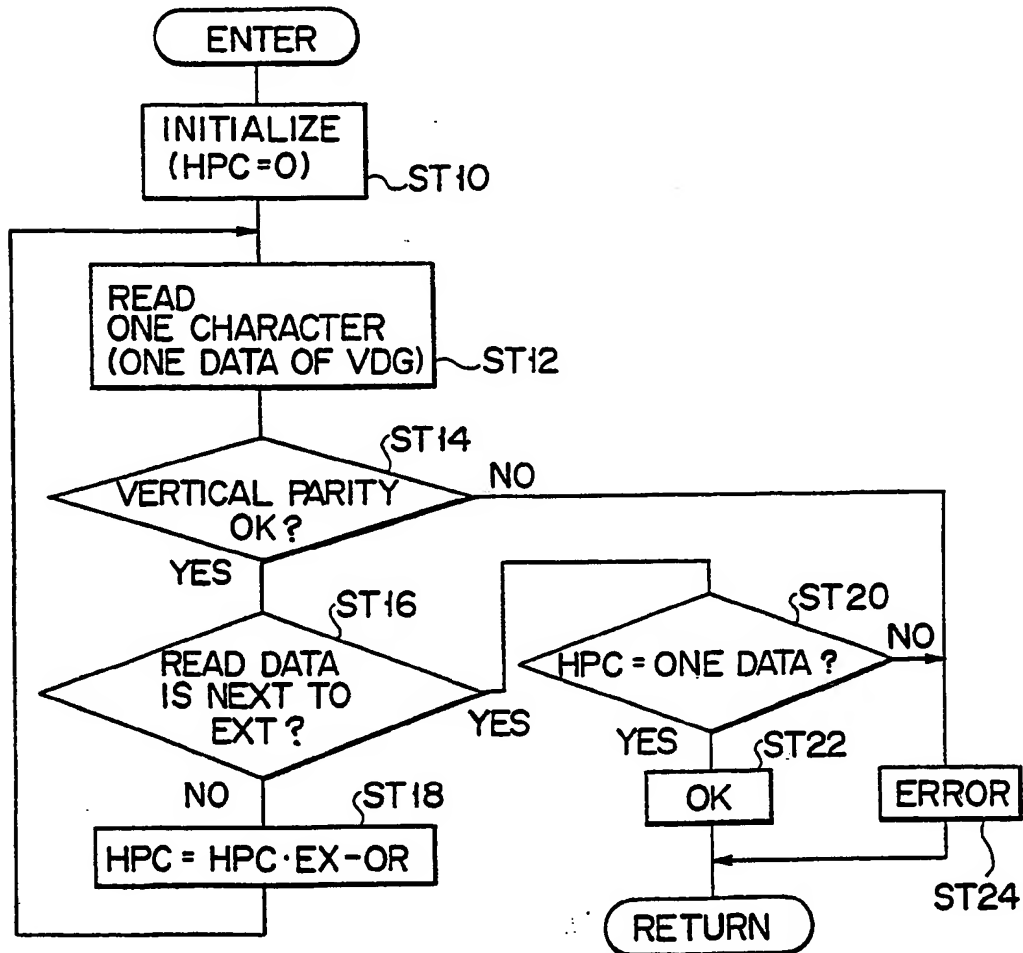 ENTER
INITIALIZE
(HPC=0)
ST10
READ
ONE CHARACTER
(ONE DATA OF VDG)
ST12
ST14
VERTICAL PARITY
OK?
NO
YES
ST16
READ DATA
IS NEXT TO
EXT?
YES
NO
ST18
HPC = HPC·EX-OR
ST20
HPC = ONE DATA?
NO
YES
ST22
OK
ERROR
ST24
RETURN